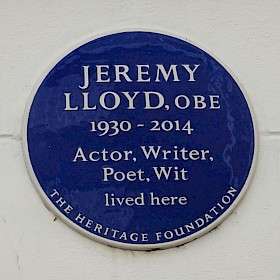 JEREMY
LLOYD, OBE
1930 - 2014
Actor, Writer,
Poet, Wit
lived here
THE HERITAGE FOUNDATION